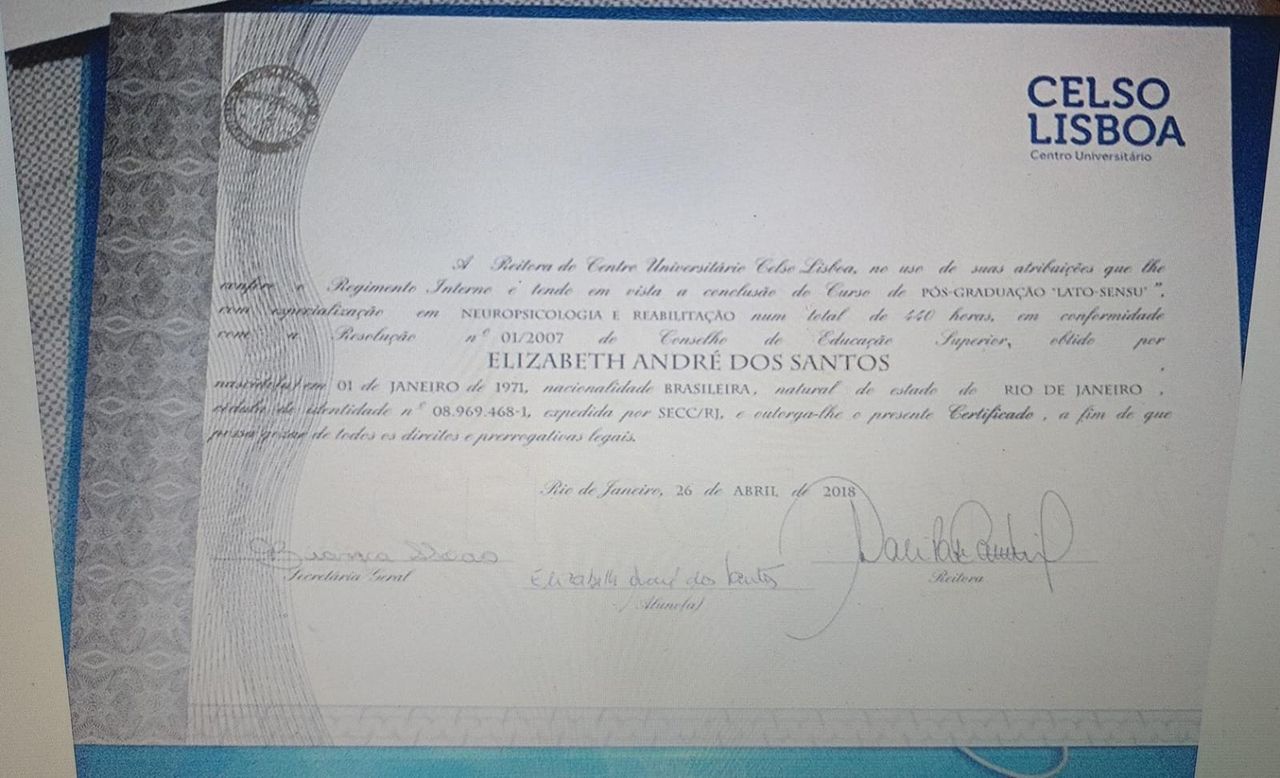 CELSO
LISBOA
Centro Universitário
A Reitora do Centro Universitário Celso Lisboa, no uso de suas atribuições que lhe
confere o Regimento Interno e tendo em vista a conclusão do Curso de PÓS-GRADUAÇÃO "LATO-SENSU",
com especialização em NEUROPSICOLOGIA E REABILITAÇÃO num total de 440 horas, em conformidade
com a Resolução nº 01/2007 do Conselho de Educação Superior, obtido por
ELIZABETH ANDRÉ DOS SANTOS,
nascido(a) em 01 de JANEIRO de 1971, nacionalidade BRASILEIRA, natural do estado do RIO DE JANEIRO,
cédula de identidade nº 08.969.468-1, expedida por SECC/RJ, e outorga-lhe o presente Certificado, a fim de que
possa gozar de todos os direitos e prerrogativas legais.
Rio de Janeiro, 26 de ABRIL de 2018
Bianca
Secretária Geral
Elizabeth André dos Santos
Aluno(a)
Reitora